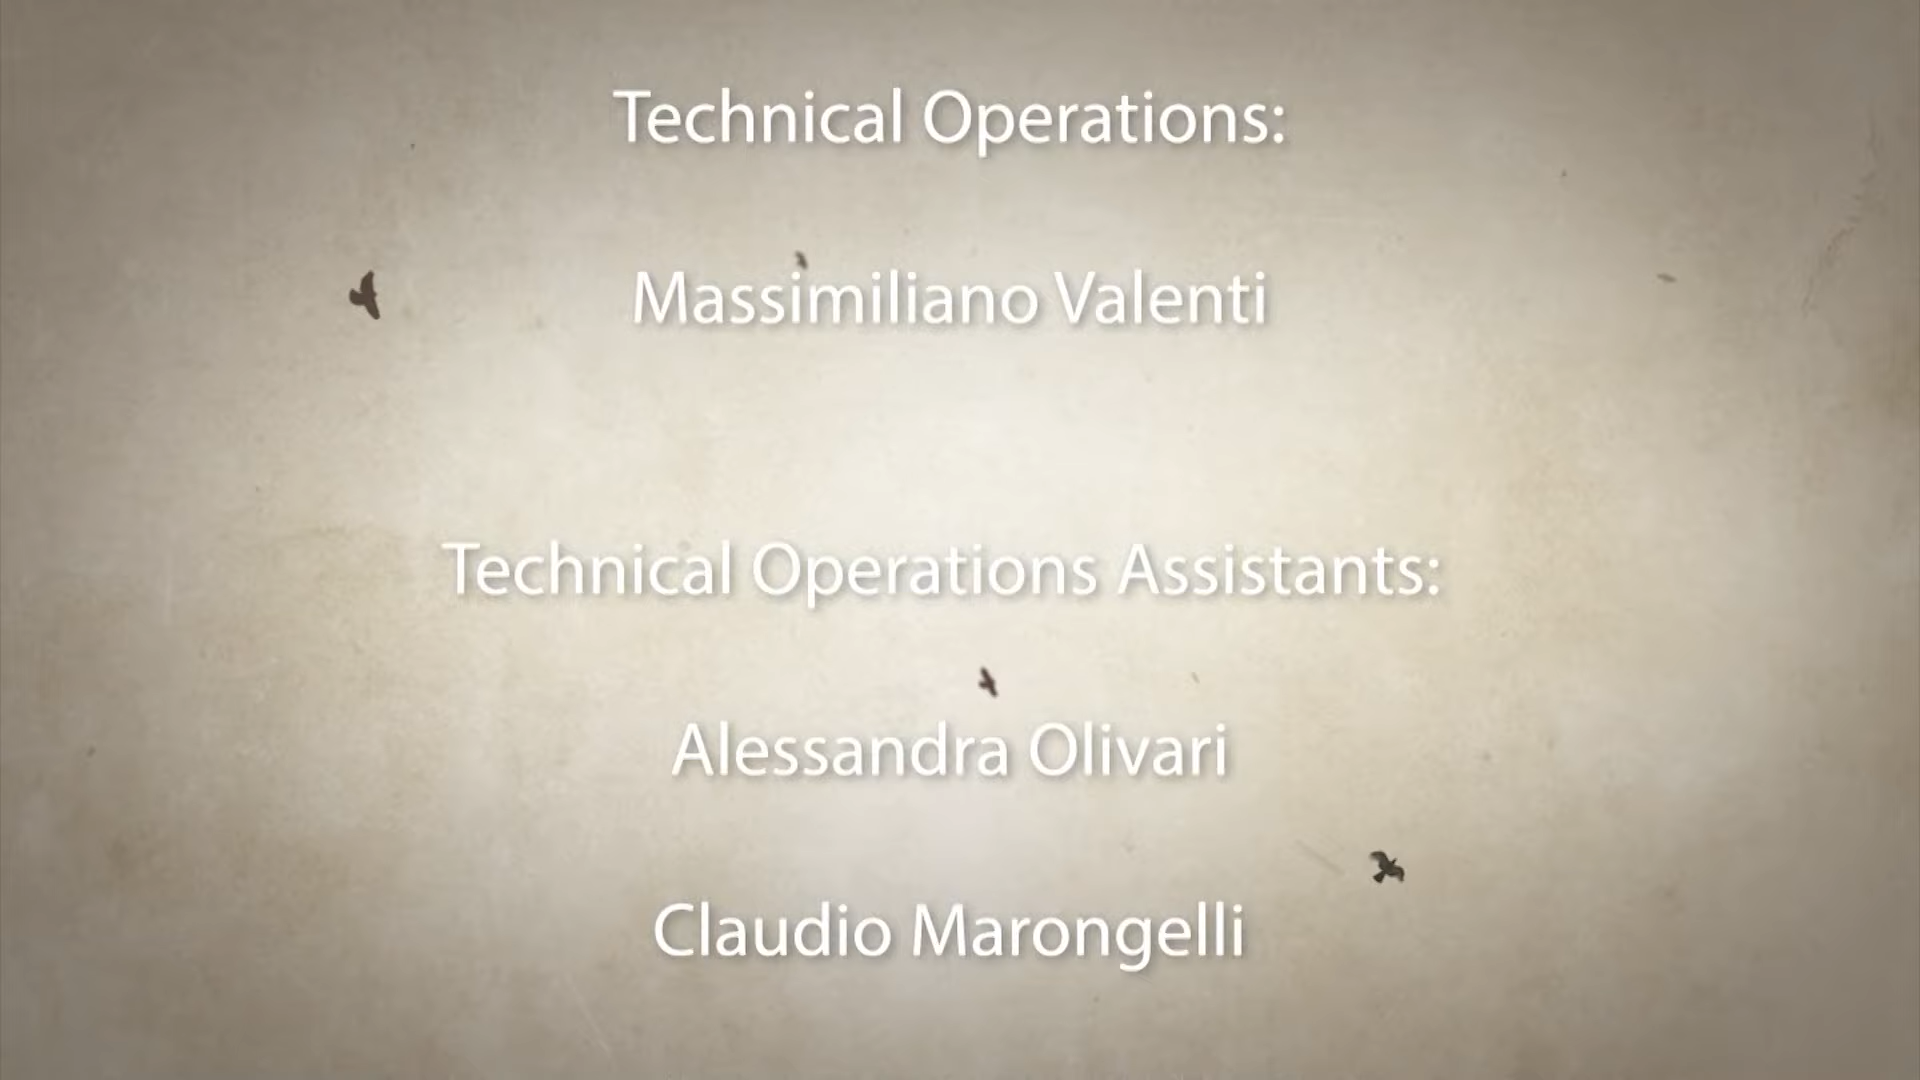 Technical Operations:
Massimiliano Valenti
Technical Operations Assistants:
Alessandra Olivari
Claudio Marongelli